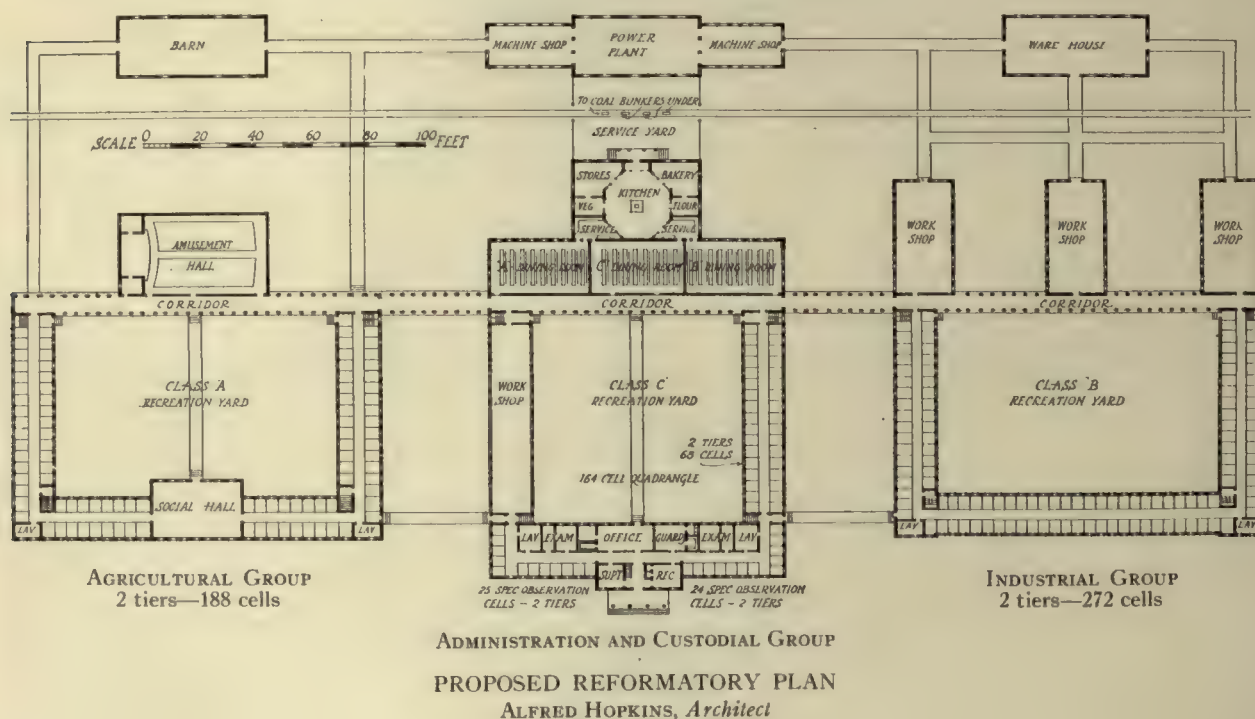 BARN
MACHINE SHOP
POWER
PLANT
MACHINE SHOP
WARE HOUSE
TO COAL BUNKERS UNDER
SCALE 0 20 40 60 80 100 FEET
SERVICE YARD
STORES
BAKERY
KITCHEN
VEG
FLOUR
SERVICE
SERVING
AMUSEMENT
HALL
WORK
SHOP
WORK
SHOP
WORK
SHOP
A DINING ROOM
C DINING ROOM
B DINING ROOM
CORRIDOR
CORRIDOR
CORRIDOR
CLASS A
RECREATION YARD
WORK
SHOP
CLASS C
RECREATION YARD
CLASS B
RECREATION YARD
2 TIERS
68 CELLS
164 CELL QUADRANGLE
SOCIAL HALL
LAV
LAV
LAV
EXAM
OFFICE
GUARD
EXAM
LAV
LAV
LAV
SUPT
REC
25 SPEC OBSERVATION
CELLS - 2 TIERS
24 SPEC OBSERVATION
CELLS - 2 TIERS
AGRICULTURAL GROUP
2 tiers—188 cells
INDUSTRIAL GROUP
2 tiers—272 cells
ADMINISTRATION AND CUSTODIAL GROUP
PROPOSED REFORMATORY PLAN
ALFRED HOPKINS, Architect